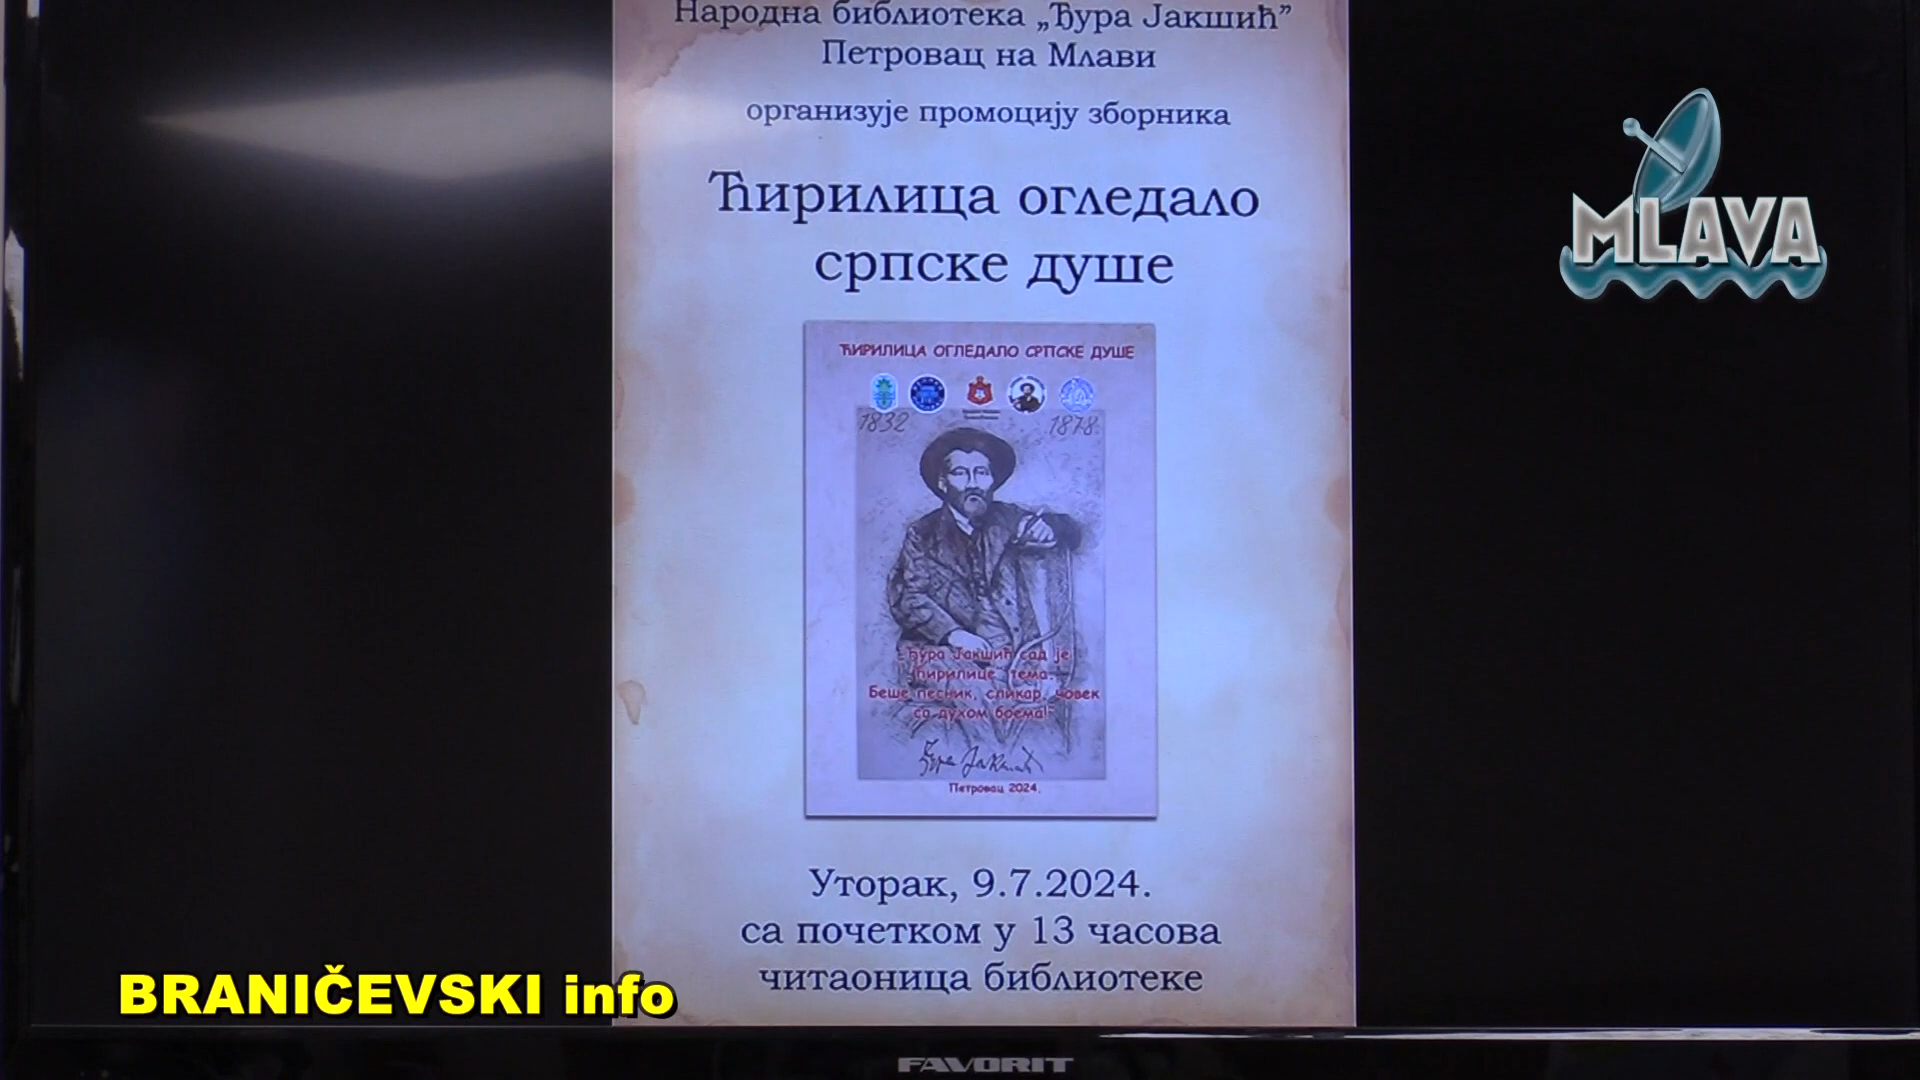 Народна библиотека „Ђура Јакшић”
Петровац на Млави
организује промоцију зборника
Ћирилица огледало
српске душе
ЋИРИЛИЦА ОГЛЕДАЛО СРПСКЕ ДУШЕ
1832 1878.
Ђура Јакшић сад је
ћирилице тема.
Беше песник, сликар, човек
са духом боема!
Ђура Јакшић
Петровац 2024.
Уторак, 9.7.2024.
са почетком у 13 часова
читаоница библиотеке
MLAVA
BRANIČEVSKI info
FAVORIT